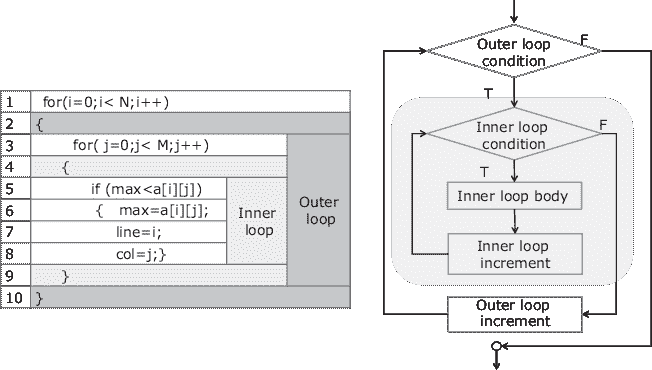 1 for(i=0;i< N;i++)
2 {
3 for( j=0;j< M;j++)
4 {
5 if (max<a[i][j])
6 { max=a[i][j];
7 line=i;
8 col=j;}
9 }
10 }
Inner
loop
Outer
loop
Outer loop
condition
F
T
Inner loop
condition
F
T
Inner loop body
Inner loop
increment
Outer loop
increment